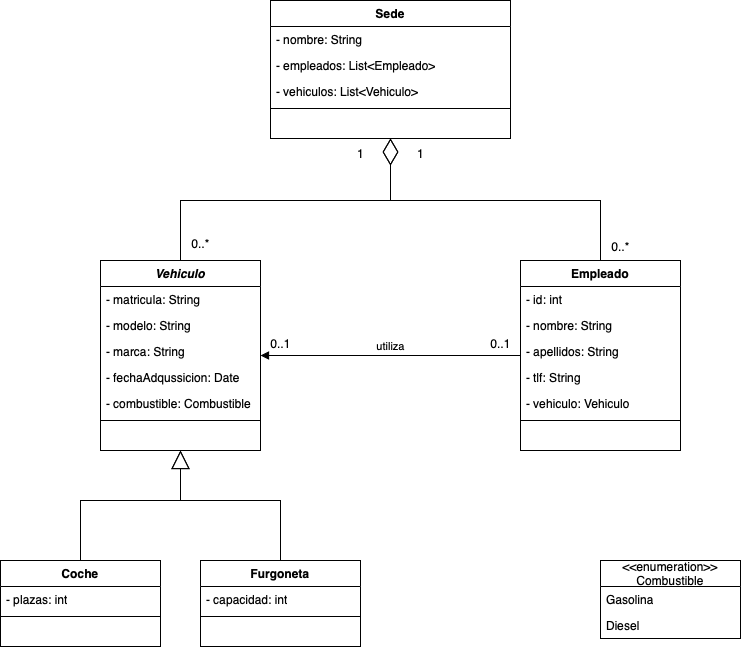 Sede
- nombre: String
- empleados: List<Empleado>
- vehiculos: List<Vehiculo>
1
1
0..*
0..*
Vehiculo
- matricula: String
- modelo: String
- marca: String
- fechaAdqussicion: Date
- combustible: Combustible
0..1
utiliza
0..1
Empleado
- id: int
- nombre: String
- apellidos: String
- tlf: String
- vehiculo: Vehiculo
Coche
- plazas: int
Furgoneta
- capacidad: int
<<enumeration>>
Combustible
Gasolina
Diesel